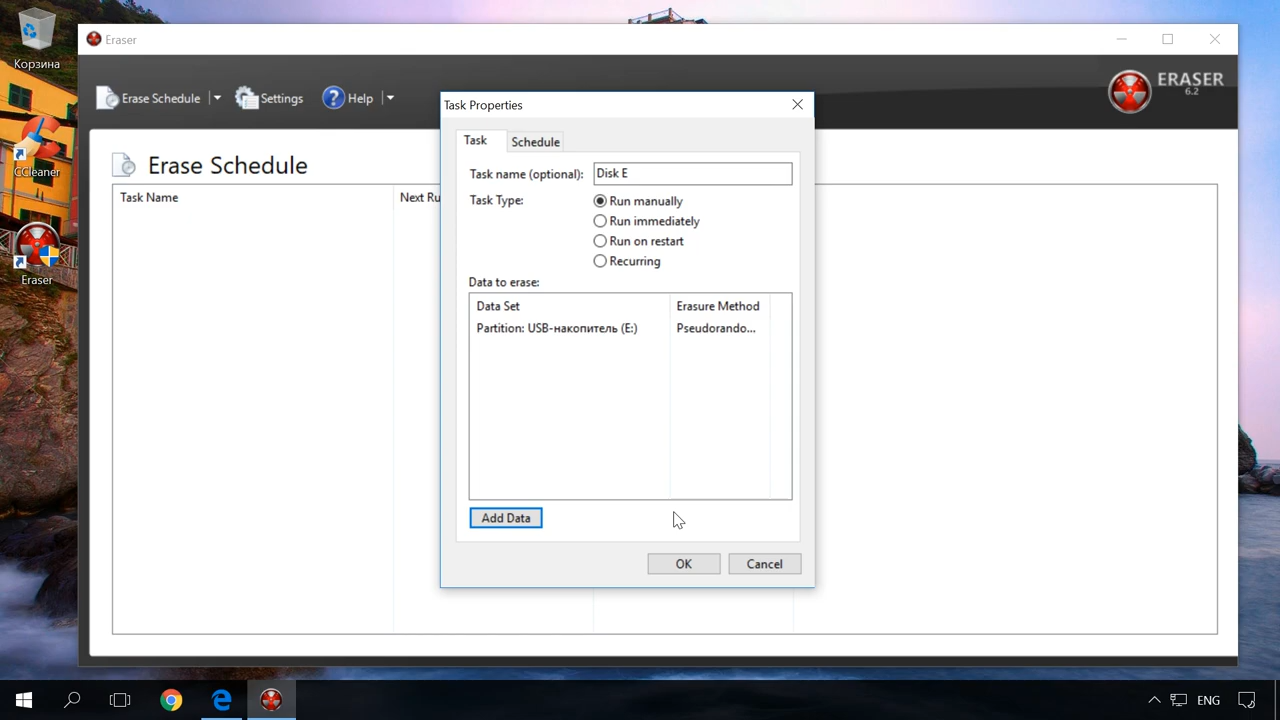 Корзина
CCleaner
Eraser
Eraser
Erase Schedule
Settings
Help
ERASER
6.2
Erase Schedule
Task Name
Next Ru
Task Properties
Task
Schedule
Task name (optional):
Disk E
Task Type:
Run manually
Run immediately
Run on restart
Recurring
Data to erase:
Data Set
Erasure Method
Partition: USB-накопитель (E:)
Pseudorando...
Add Data
OK
Cancel
ENG